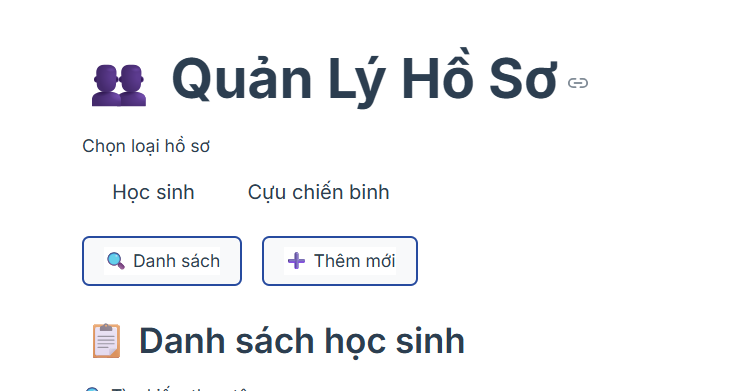 Quản Lý Hồ Sơ
Chọn loại hồ sơ
Học sinh Cựu chiến binh
Danh sách Thêm mới
Danh sách học sinh